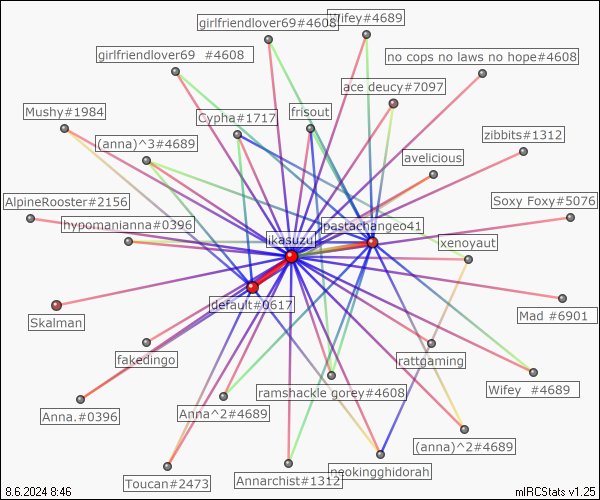 Wifey#4689
girlfriendlover69#4608
girlfriendlover69  #4608
no cops no laws no hope#4608
ace deucy#7097
Mushy#1984
Cypha#1717
frisout
zibbits#1312
(anna)^3#4689
avelicious
AlpineRooster#2156
Soxy Foxy#5076
hypomanianna#0396
pastachangeo41
ikasuzu
xenoyaut
default#0617
Skalman
Mad #6901
fakedingo
rattgaming
ramshackle gorey#4608
Wifey  #4689
Anna.#0396
Anna^2#4689
(anna)^2#4689
neokingghidorah
Toucan#2473
Annarchist#1312
8.6.2024 8:46
mIRCStats v1.25